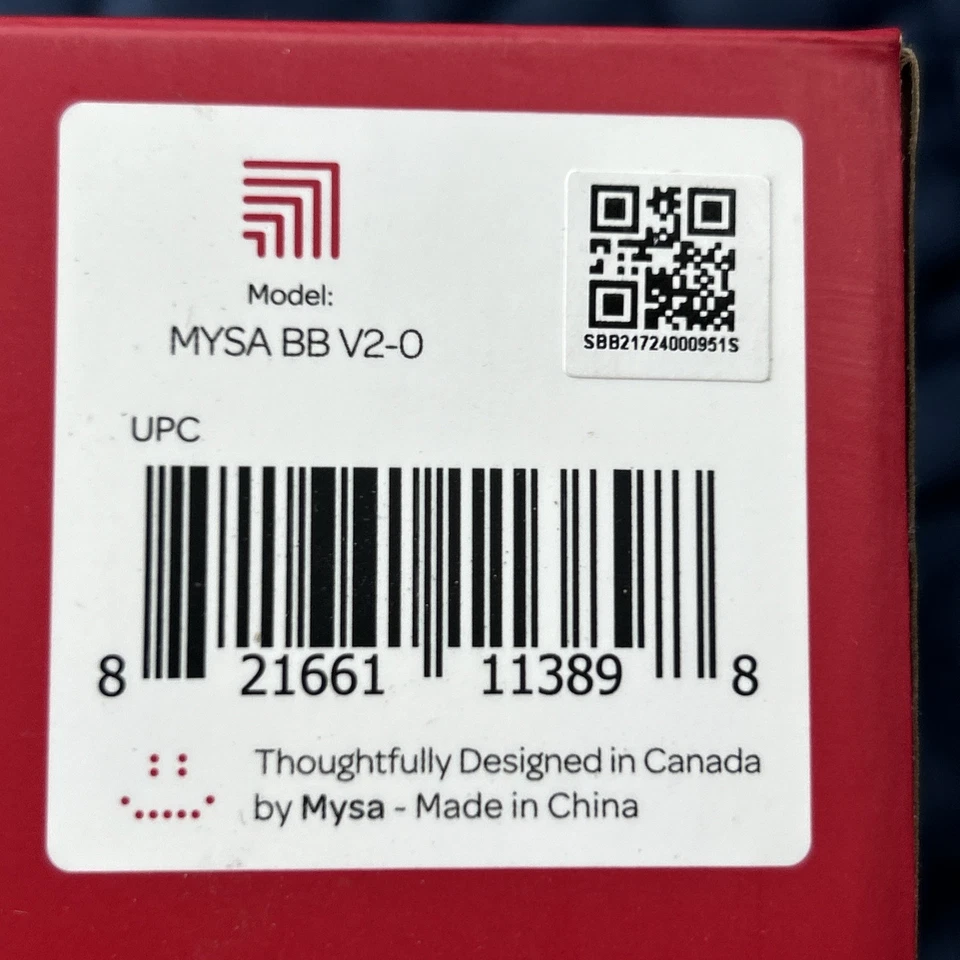 Model:
MYSA BB V2-0
SBB21724000951S
UPC
8 21661 11389 8
Thoughtfully Designed in Canada
by Mysa - Made in China